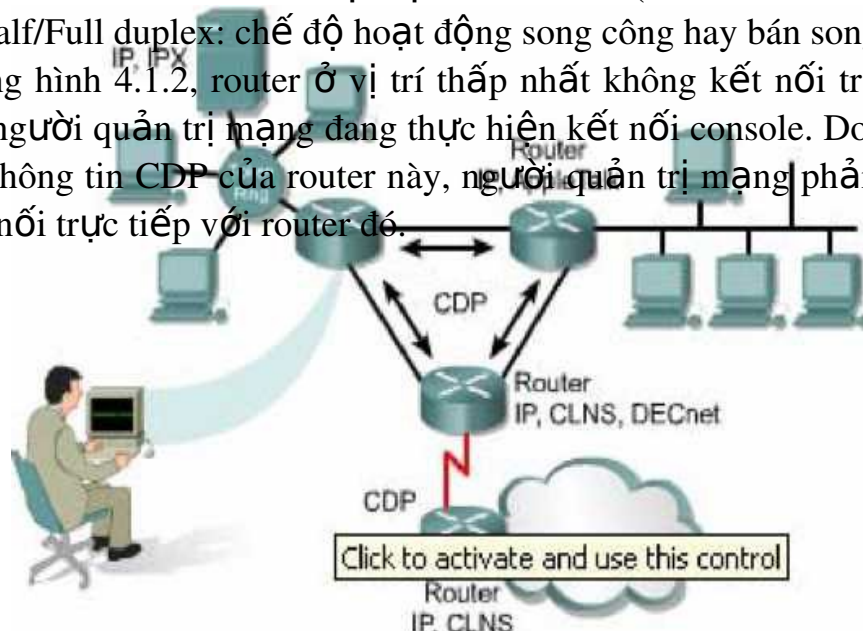 alf/Full duplex: chế độ hoạt động song công hay bán son
ng hình 4.1.2, router ở vị trí thấp nhất không kết nối tr
người quản trị mạng đang thực hiện kết nối console. Do
hông tin CDP của router này, người quản trị mạng phả
nối trực tiếp với router đó.
IP, IPX
Ring
Router
IP, AppleTalk
CDP
Router
IP, CLNS, DECnet
CDP
Click to activate and use this control
Router
IP, CLNS